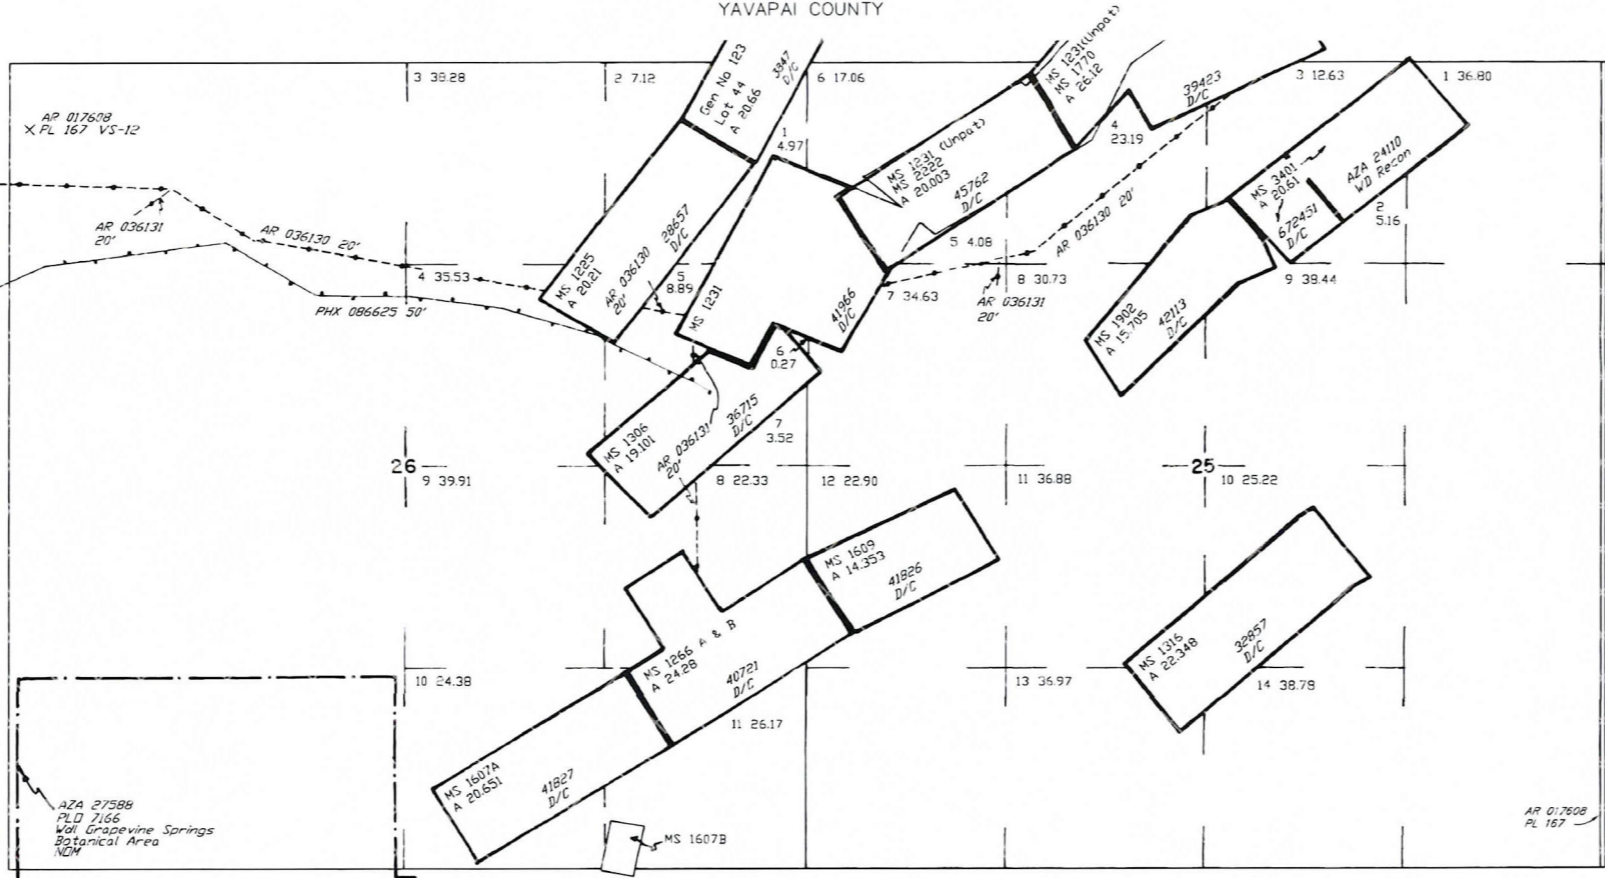 YAVAPAI COUNTY
3 39.28
2 7.12
Gen No 123
Lot 44
A 20.66
3847
D/C
6 17.06
MS 1231(Unpat)
MS 1770
A 26.12
39423
D/C
3 12.63
1 36.80
AR 017608
PL 167 VS-12
1
4.97
4
23.19
MS 1231 (Unpat)
MS 2222
A 20.003
45762
D/C
MS 3401
A 20.61
672451
D/C
AZA 24110
WD Recon
2
5.16
AR 036131
20'
AR 036130 20'
28657
D/C
5 4.08
AR 036130 20'
4 35.53
MS 1225
A 20.21
AR 036130
20'
5
8.89
MS 1231
41966
D/C
7 34.63
8 30.73
AR 036131
20'
9 39.44
PHX 086625 50'
MS 1902
A 15.705
42113
D/C
6
0.27
MS 1306
A 19.101
36715
D/C
AR 036131
20'
7
3.52
26
9 39.91
8 22.33
12 22.90
11 36.88
25
10 25.22
MS 1609
A 14.353
41826
D/C
MS 1266 A & B
A 24.28
40721
D/C
MS 1316
A 22.348
32857
D/C
10 24.38
13 36.97
14 38.79
11 26.17
MS 1607A
A 20.651
41827
D/C
AZA 27588
PLO 7166
Wdl Grapevine Springs
Botanical Area
NDM
MS 1607B
AR 017608
PL 167